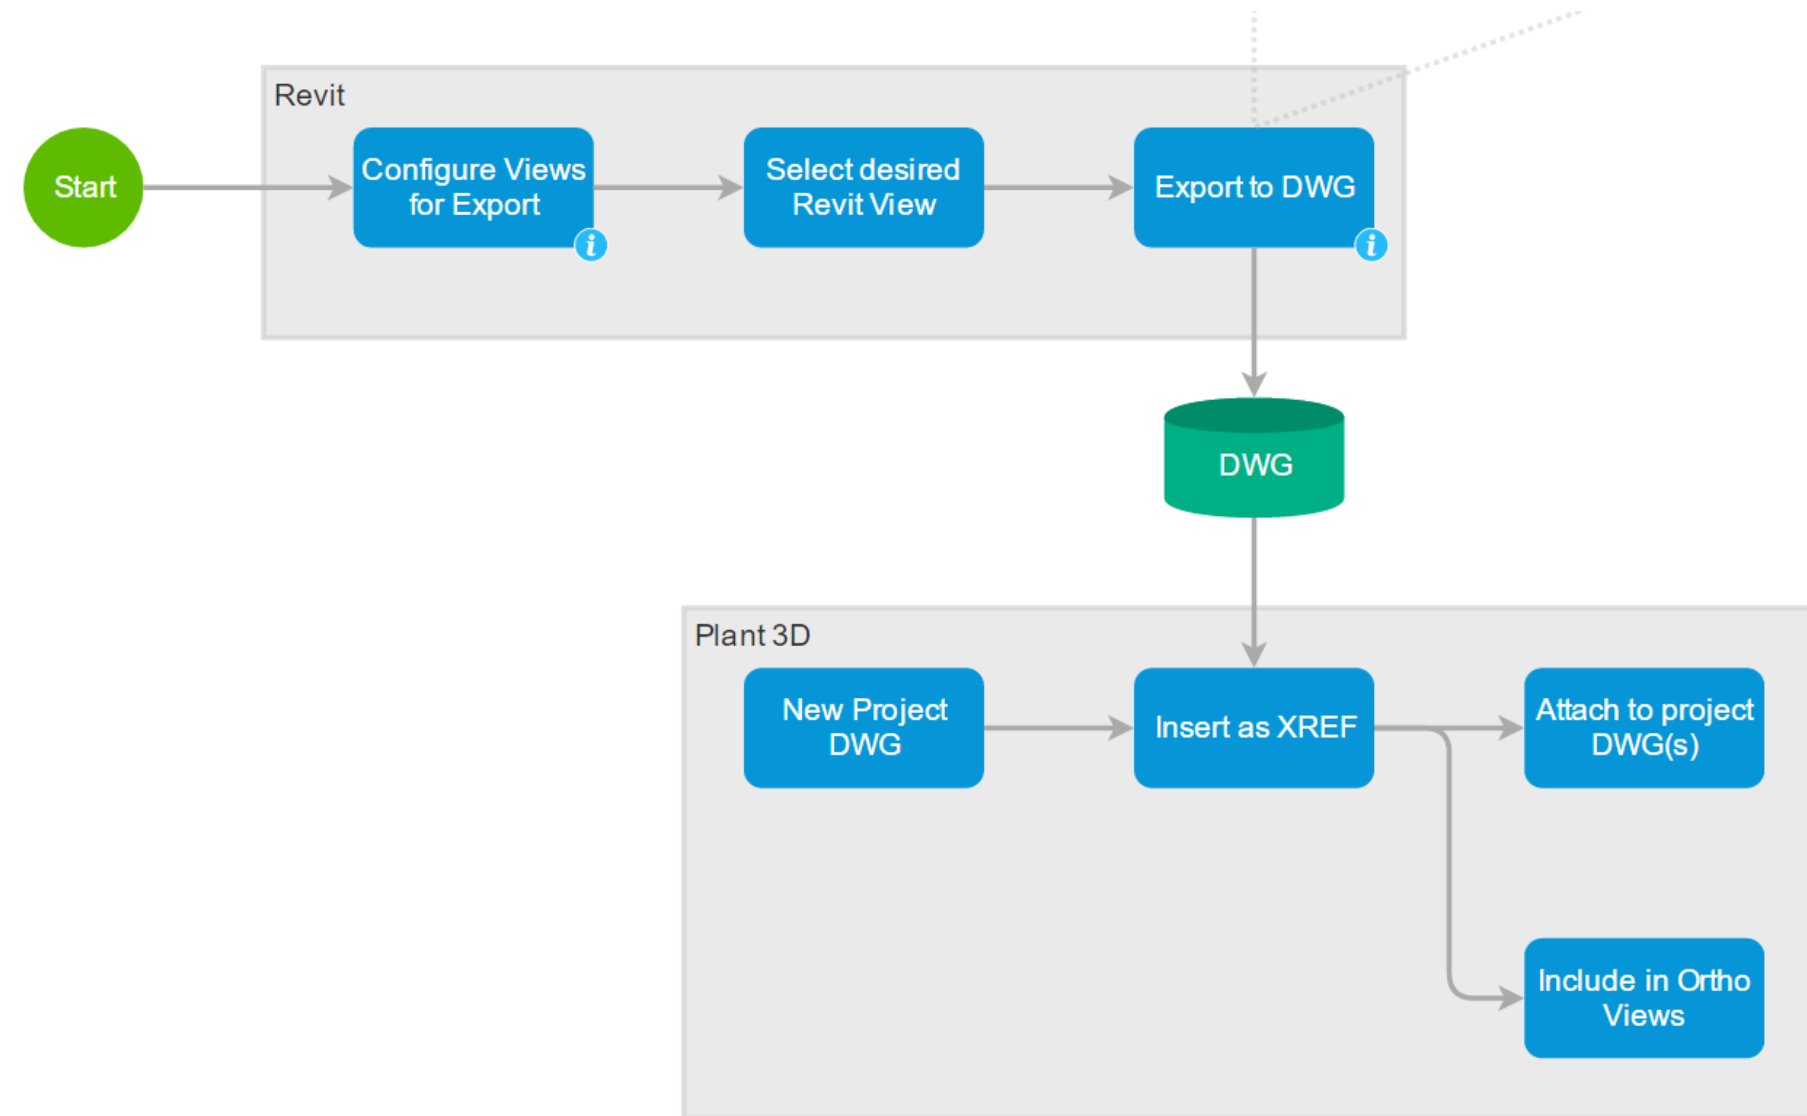 Revit
Start
Configure Views
for Export
i
Select desired
Revit View
Export to DWG
i
DWG
Plant 3D
New Project
DWG
Insert as XREF
Attach to project
DWG(s)
Include in Ortho
Views